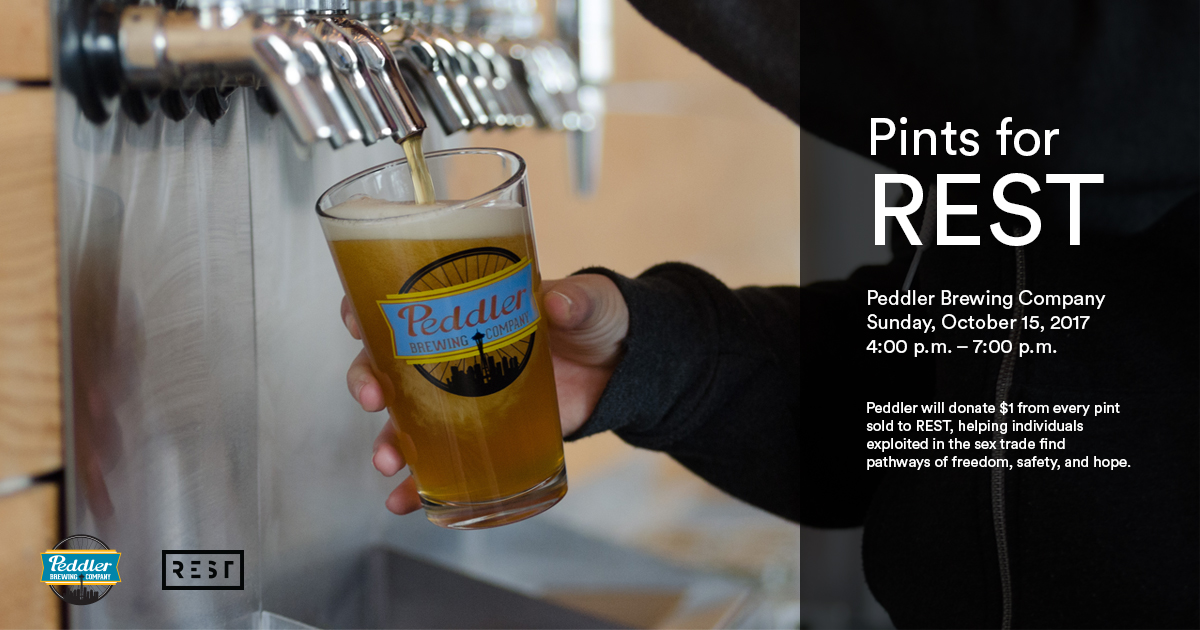 Pints for
REST
Peddler Brewing Company
Sunday, October 15, 2017
4:00 p.m. – 7:00 p.m.
Peddler will donate $1 from every pint
sold to REST, helping individuals
exploited in the sex trade find
pathways of freedom, safety, and hope.
Peddler
BREWING COMPANY
Peddler
BREWING COMPANY
REST